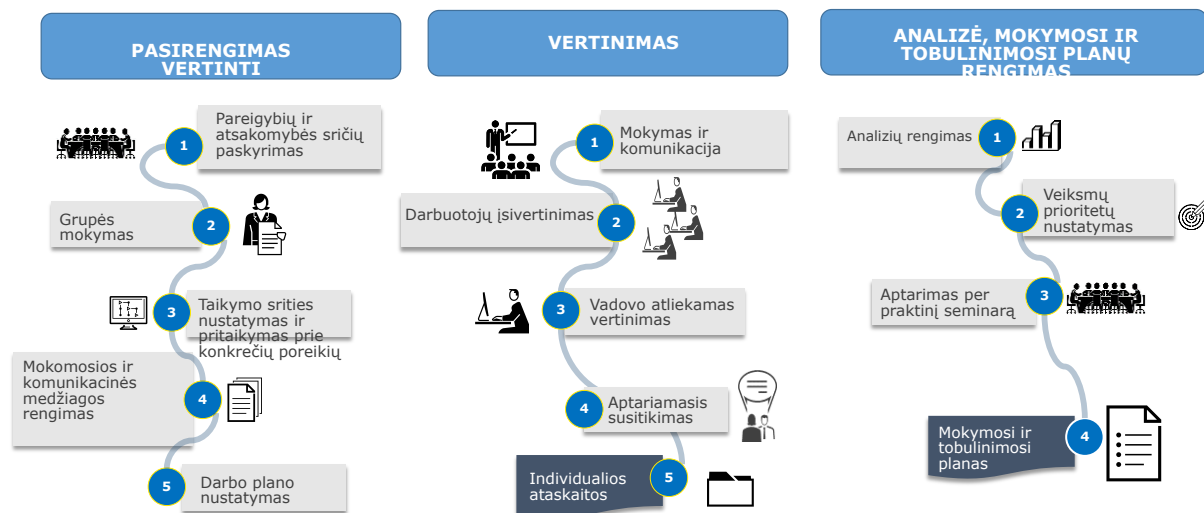 PASIRENGIMAS
VERTINTI
1
Pareigybių ir
atsakomybės sričių
paskyrimas
2
Grupės
mokymas
3
Taikymo srities
nustatymas ir
pritaikymas prie
konkrečių poreikių
4
Mokomosios ir
komunikacinės
medžiagos
rengimas
5
Darbo plano
nustatymas
VERTINIMAS
1
Mokymas ir
komunikacija
2
Darbuotojų įsivertinimas
3
Vadovo atliekamas
vertinimas
4
Aptariamasis
susitikimas
5
Individualios
ataskaitos
ANALIZĖ, MOKYMOSI IR
TOBULINIMOSI PLANŲ
RENGIMAS
1
Analizių rengimas
2
Veiksmų
prioritetų
nustatymas
3
Aptarimas per
praktinį seminarą
4
Mokymosi ir
tobulinimosi
planas